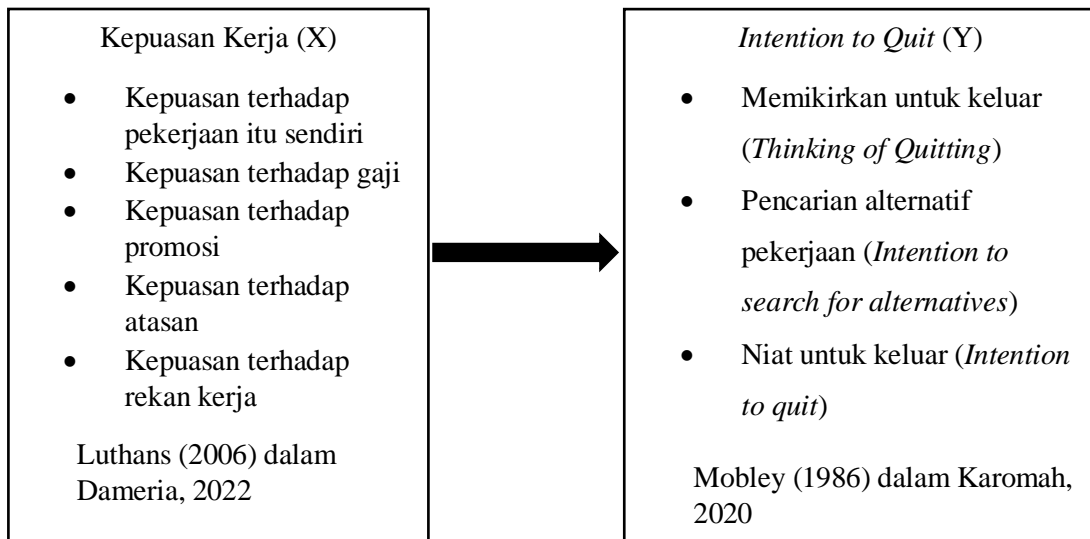 Kepuasan Kerja (X)
• Kepuasan terhadap
pekerjaan itu sendiri
• Kepuasan terhadap gaji
• Kepuasan terhadap
promosi
• Kepuasan terhadap
atasan
• Kepuasan terhadap
rekan kerja
Luthans (2006) dalam
Dameria, 2022
Intention to Quit (Y)
• Memikirkan untuk keluar
(Thinking of Quitting)
• Pencarian alternatif
pekerjaan (Intention to
search for alternatives)
• Niat untuk keluar (Intention
to quit)
Mobley (1986) dalam Karomah,
2020